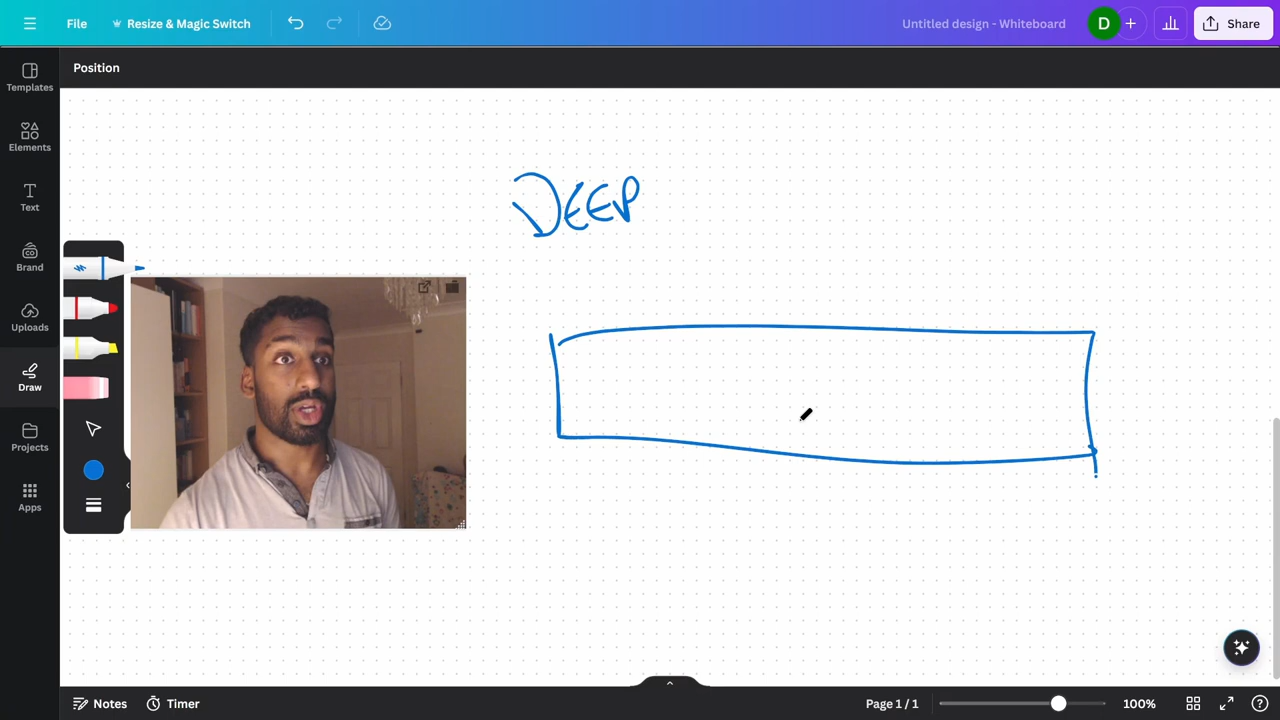 File
Resize & Magic Switch
Untitled design - Whiteboard
D
+
Share
Templates
Position
Elements
Text
Brand
Uploads
Draw
Projects
Apps
DEEP
Notes
Timer
Page 1 / 1
100%
?